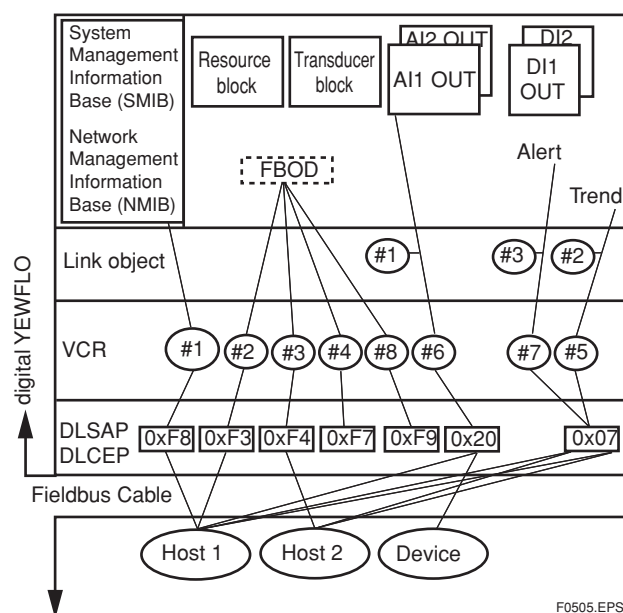 System
Management
Information
Base (SMIB)
Network
Management
Information
Base (NMIB)
Resource
block
Transducer
block
AI2 OUT
AI1 OUT
DI2
DI1
OUT
FBOD
Alert
Trend
Link object
#1
#3
#2
VCR
#1
#2
#3
#4
#8
#6
#7
#5
digital YEWFLO
DLSAP
DLCEP
0xF8
0xF3
0xF4
0xF7
0xF9
0x20
0x07
Fieldbus Cable
Host 1
Host 2
Device
F0505.EPS